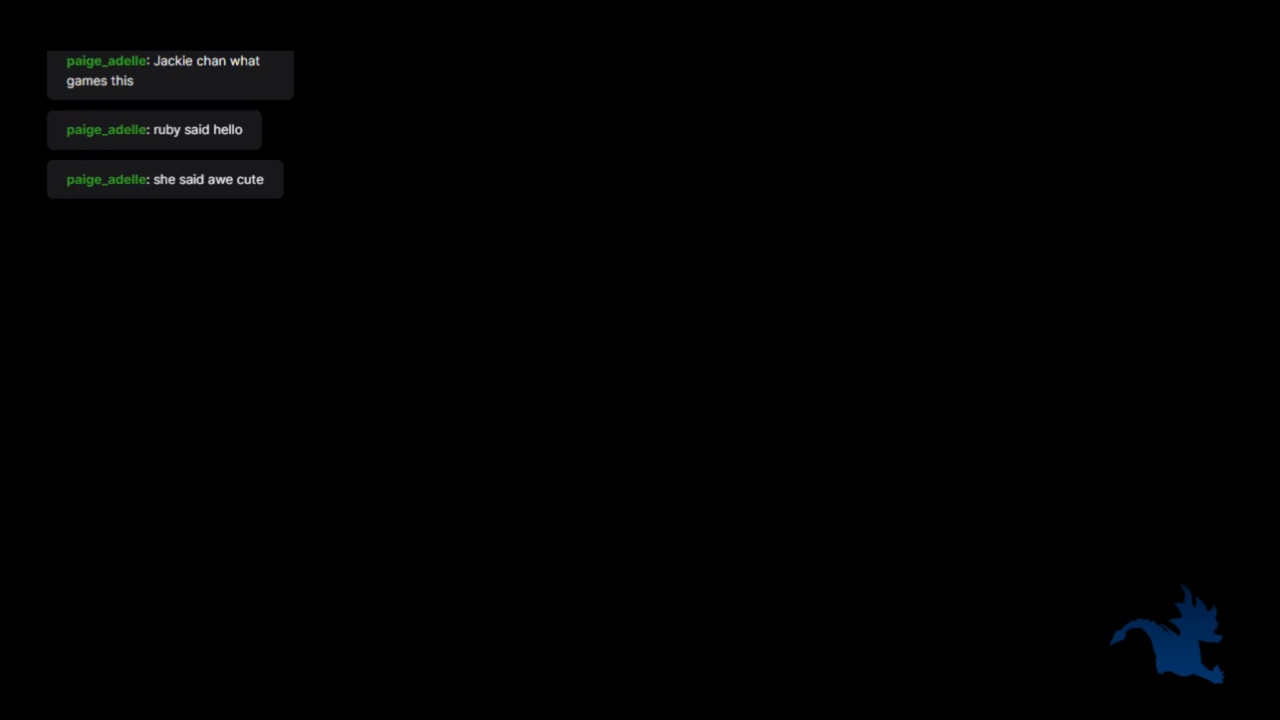 paige_adelle: Jackie chan what
games this
paige_adelle: ruby said hello
paige_adelle: she said awe cute